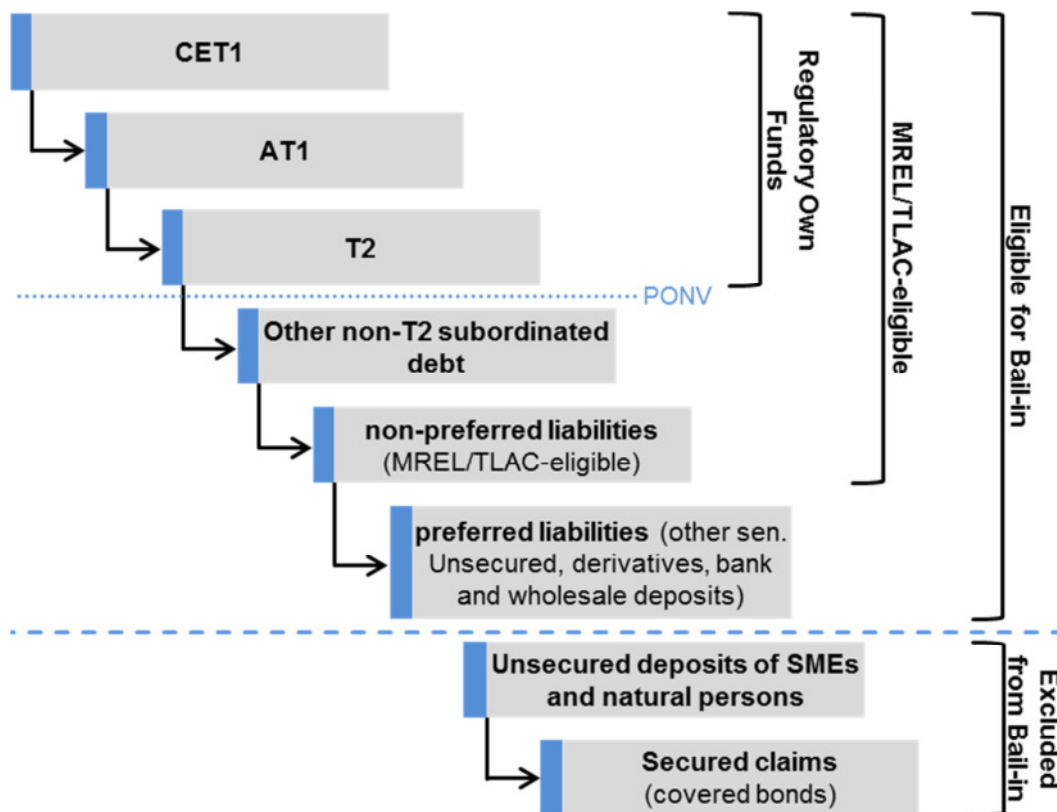 CET1
AT1
T2
PONV
Other non-T2 subordinated
debt
non-preferred liabilities
(MREL/TLAC-eligible)
preferred liabilities (other sen.
Unsecured, derivatives, bank
and wholesale deposits)
Unsecured deposits of SMEs
and natural persons
Secured claims
(covered bonds)
Regulatory Own
Funds
MREL/TLAC-eligible
Eligible for Bail-in
Excluded
from Bail-in